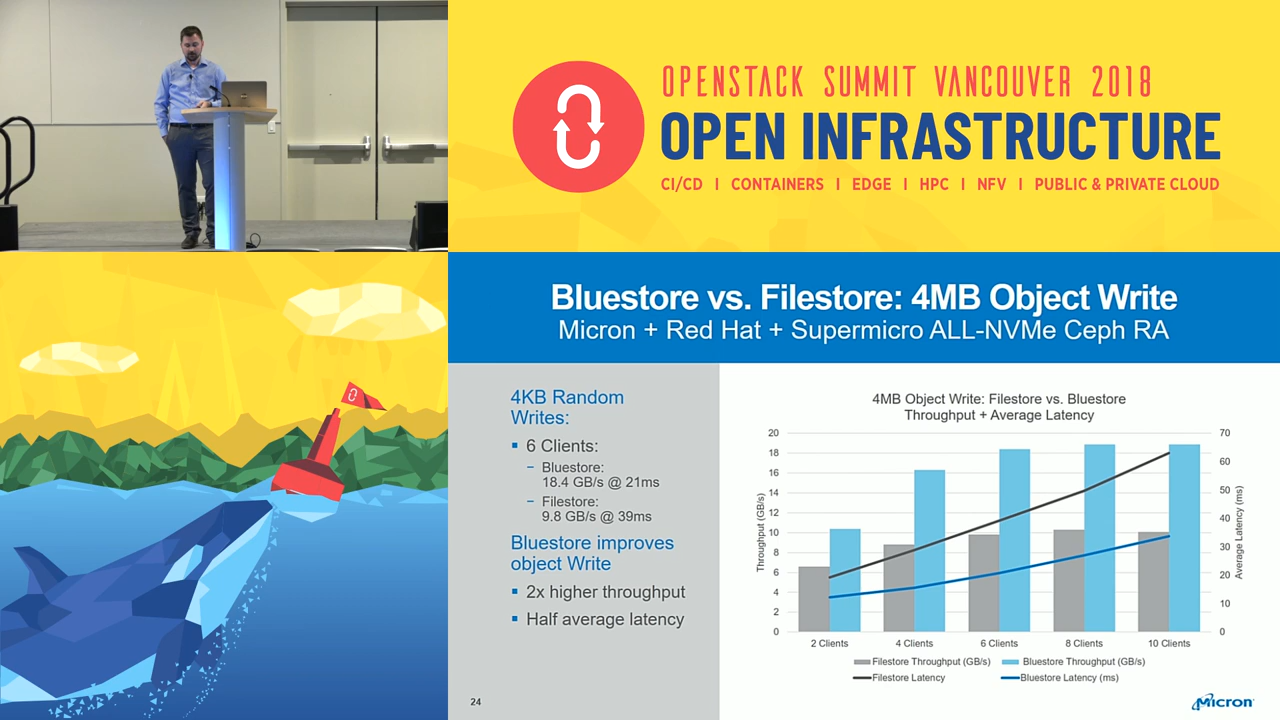 OPENSTACK SUMMIT VANCOUVER 2018
OPEN INFRASTRUCTURE
CI/CD | CONTAINERS | EDGE | HPC | NFV | PUBLIC & PRIVATE CLOUD
Bluestore vs. Filestore: 4MB Object Write
Micron + Red Hat + Supermicro ALL-NVMe Ceph RA
4KB Random
Writes:
6 Clients:
– Bluestore:
18.4 GB/s @ 21ms
– Filestore:
9.8 GB/s @ 39ms
Bluestore improves
object Write
2x higher throughput
Half average latency
24
4MB Object Write: Filestore vs. Bluestore
Throughput + Average Latency
Throughput (GB/s)
20
18
16
14
12
10
8
6
4
2
0
70
60
50
40
30
20
10
0
Average Latency (ms)
2 Clients 4 Clients 6 Clients 8 Clients 10 Clients
Filestore Throughput (GB/s) Bluestore Throughput (GB/s)
Filestore Latency Bluestore Latency (ms)
Micron